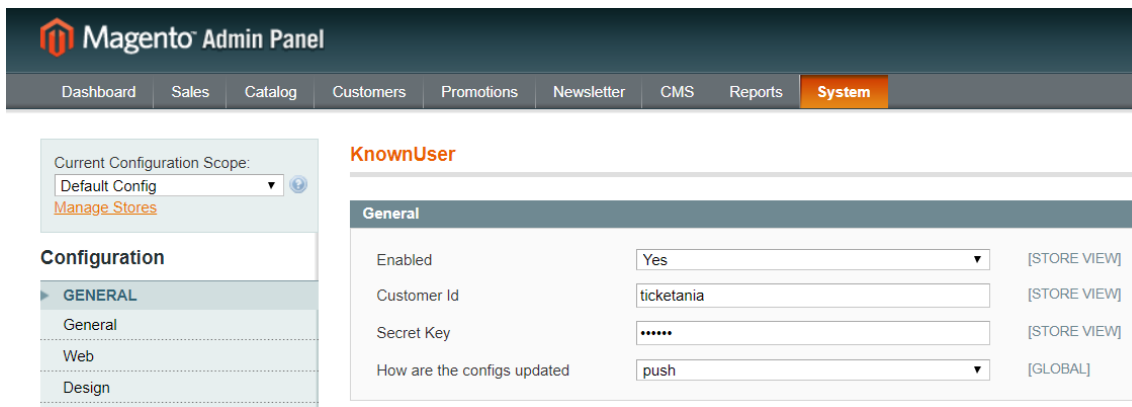 Magento Admin Panel
Dashboard Sales Catalog Customers Promotions Newsletter CMS Reports System
Current Configuration Scope:
Default Config
Manage Stores
Configuration
GENERAL
General
Web
Design
KnownUser
General
Enabled Yes [STORE VIEW]
Customer Id ticketania [STORE VIEW]
Secret Key •••••• [STORE VIEW]
How are the configs updated push [GLOBAL]